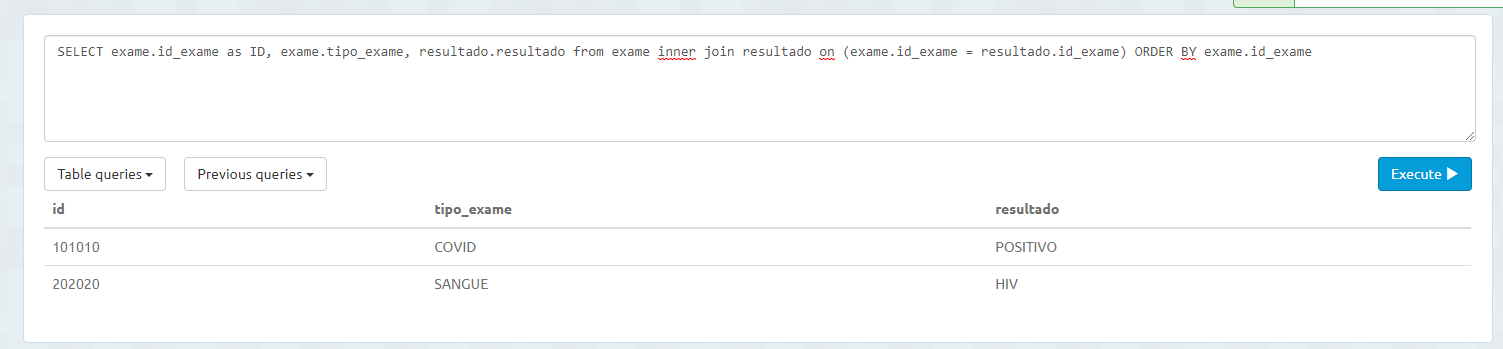 SELECT exame.id_exame as ID, exame.tipo_exame, resultado.resultado from exame inner join resultado on (exame.id_exame = resultado.id_exame) ORDER BY exame.id_exame
Table queries Previous queries Execute
id tipo_exame resultado
101010 COVID POSITIVO
202020 SANGUE HIV